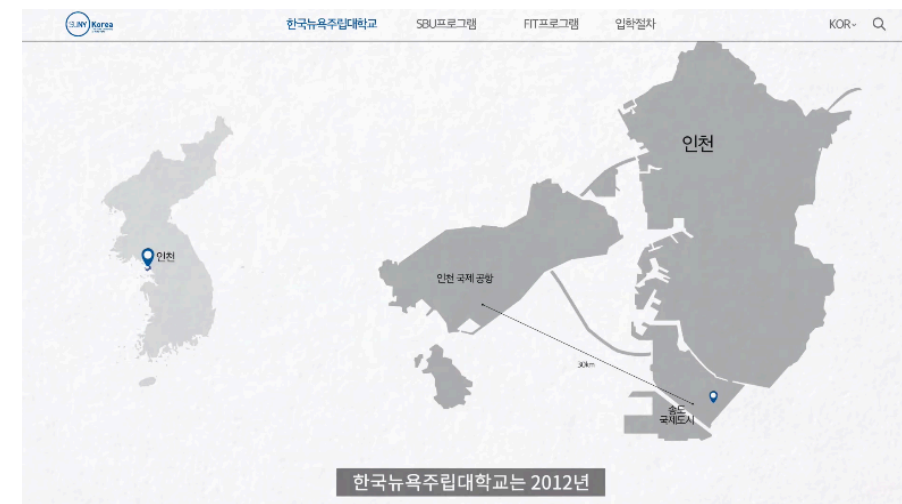 SUNY Korea
한국뉴욕주립대학교 SBU프로그램 FIT프로그램 입학절차 KOR
인천
인천
인천 국제 공항
30km
송도
국제도시
한국뉴욕주립대학교는 2012년